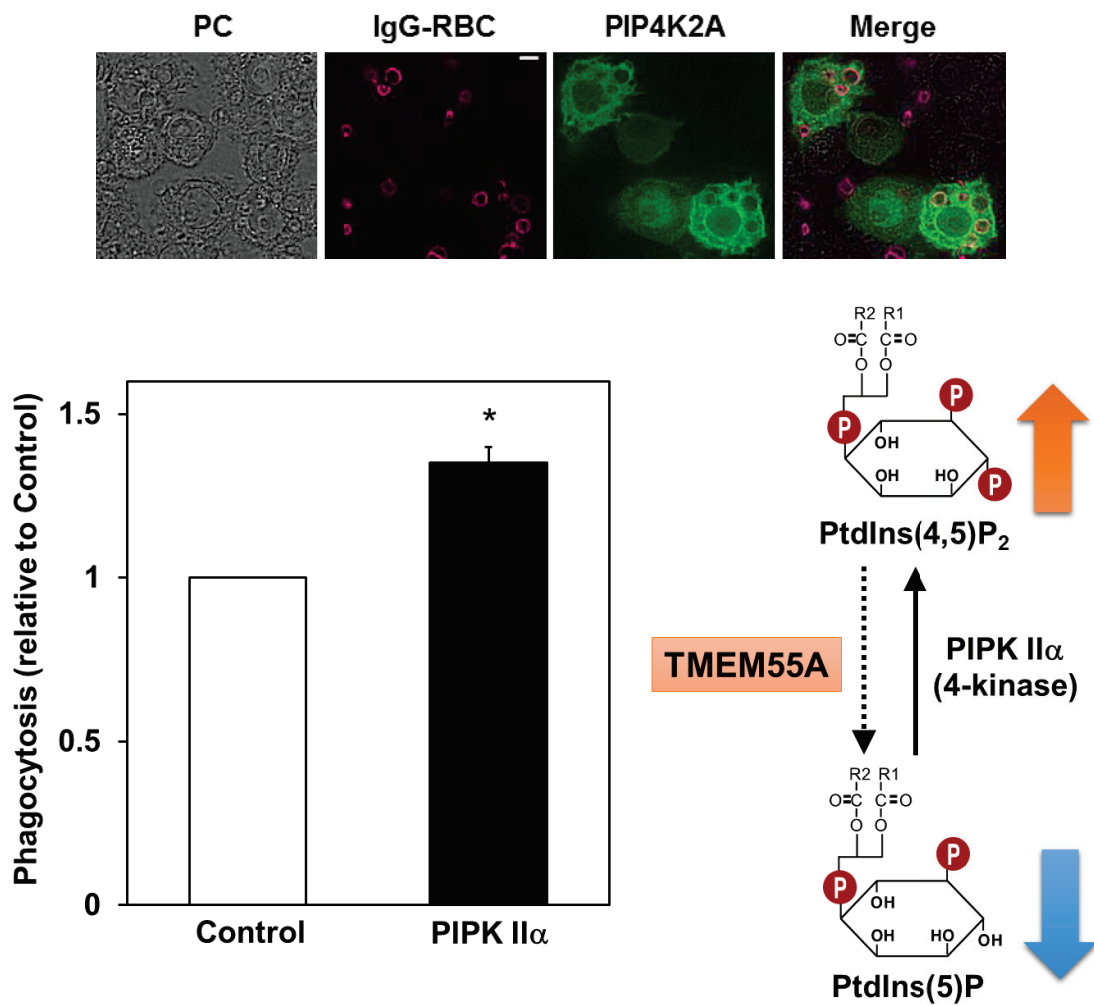 PC IgG-RBC PIP4K2A Merge
Phagocytosis (relative to Control)
1.5
*
1
0.5
0
Control PIPK IIα
R2 R1
O=C C=O
O O
P
P
OH
OH HO
P
PtdIns(4,5)P₂
TMEM55A
PIPK IIα
(4-kinase)
R2 R1
O=C C=O
O O
P
P
OH
OH HO OH
PtdIns(5)P